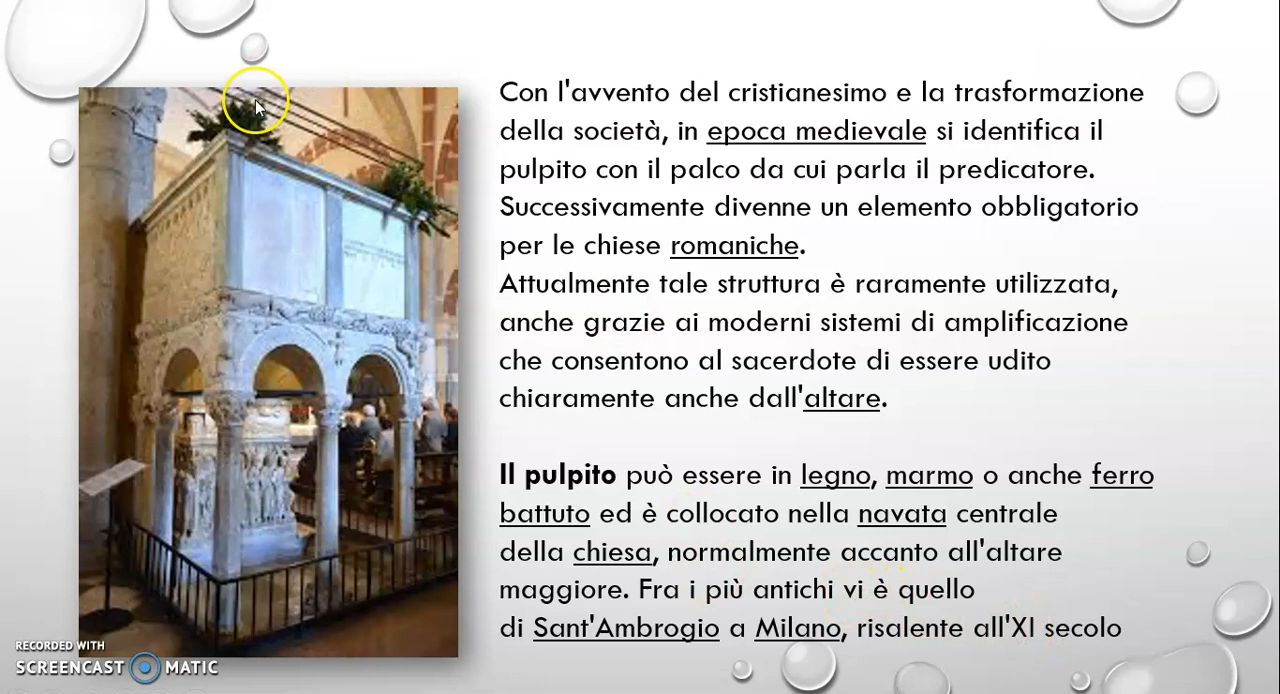 Con l'avvento del cristianesimo e la trasformazione
della società, in epoca medievale si identifica il
pulpito con il palco da cui parla il predicatore.
Successivamente divenne un elemento obbligatorio
per le chiese romaniche.
Attualmente tale struttura è raramente utilizzata,
anche grazie ai moderni sistemi di amplificazione
che consentono al sacerdote di essere udito
chiaramente anche dall'altare.
Il pulpito può essere in legno, marmo o anche ferro
battuto ed è collocato nella navata centrale
della chiesa, normalmente accanto all'altare
maggiore. Fra i più antichi vi è quello
di Sant'Ambrogio a Milano, risalente all'XI secolo
RECORDED WITH
SCREENCAST MATIC